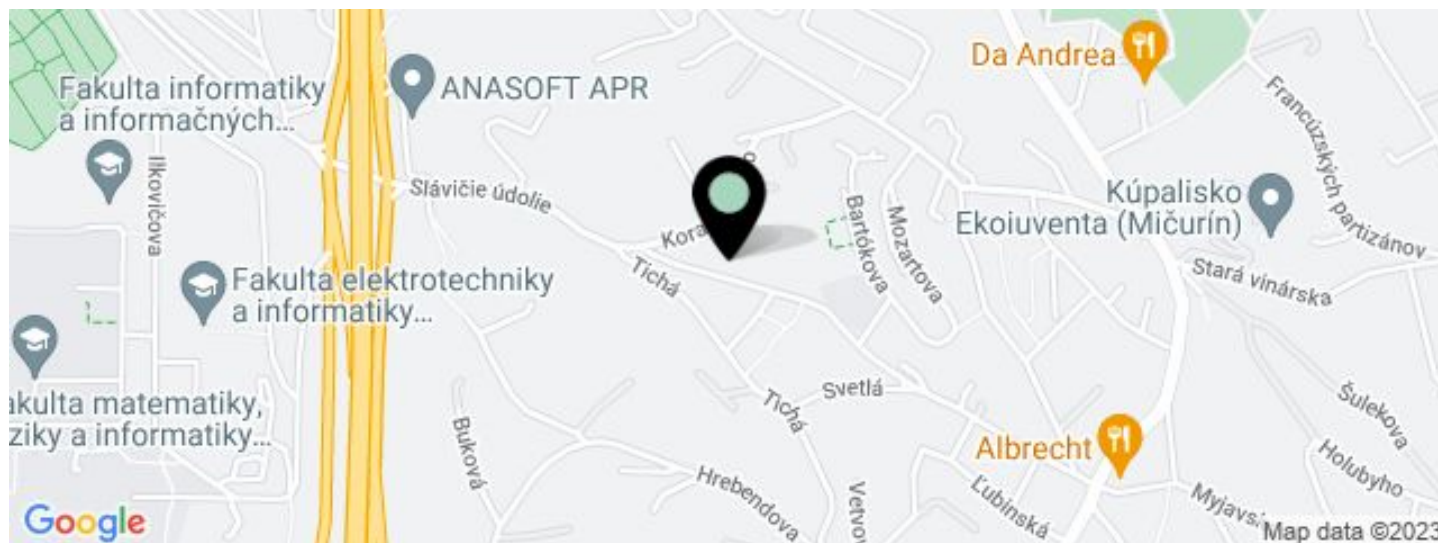 Da Andrea
Fakulta informatiky
a informačných...
ANASOFT APR
Francúzskych partizánov
Ilkovičova
Slávičie údolie
Kúpalisko
Ekoiuventa (Mičurín)
Bartókova
Mozartova
Tichá
Stará vinárska
Fakulta elektrotechniky
a informatiky...
Svetlá
Tichá
akulta matematiky,
ziky a informatiky...
Buková
Šulekova
Albrecht
Holubyho
Hrebendova
Ľubinská
Google
Map data ©2023